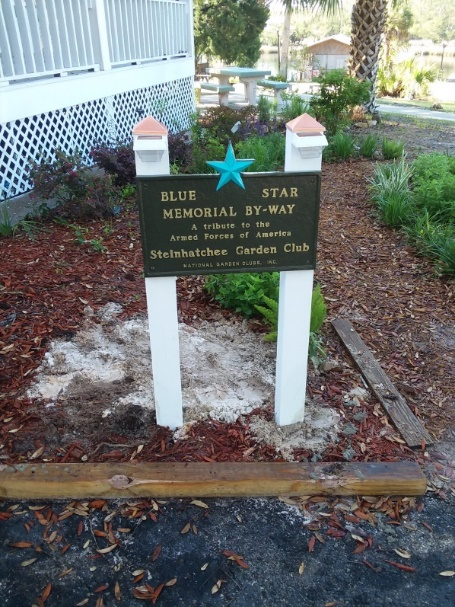 BLUE STAR
MEMORIAL BY-WAY
A tribute to the
Armed Forces of America
Steinhatchee Garden Club
NATIONAL GARDEN CLUBS, INC.